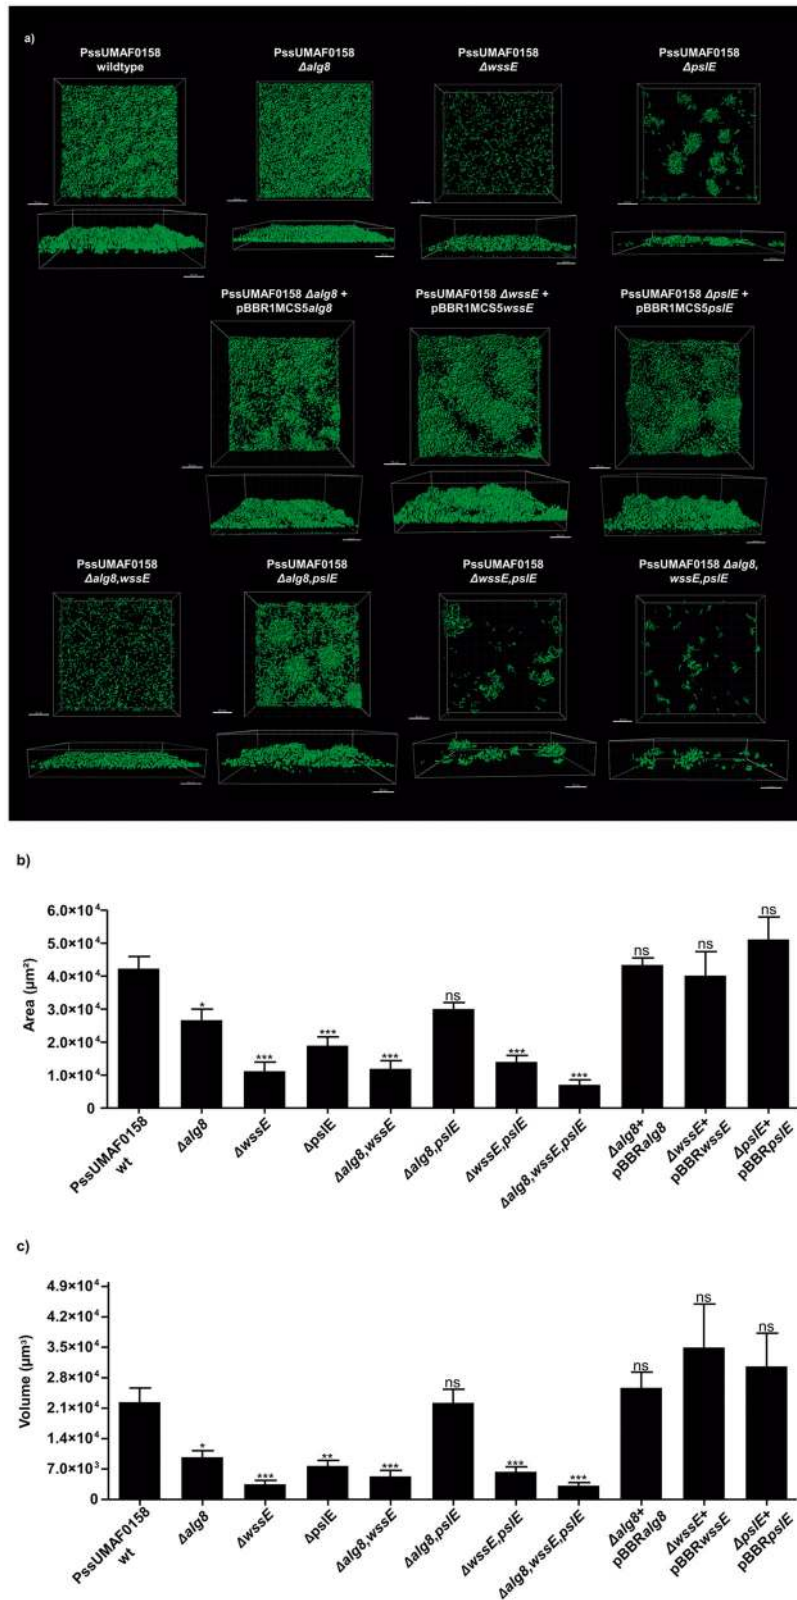 a)
PssUMAF0158
wildtype
PssUMAF0158
Δalg8
PssUMAF0158
ΔwssE
PssUMAF0158
ΔpslE
PssUMAF0158 Δalg8 +
pBBR1MCS5alg8
PssUMAF0158 ΔwssE +
pBBR1MCS5wssE
PssUMAF0158 ΔpslE +
pBBR1MCS5pslE
PssUMAF0158
Δalg8,wssE
PssUMAF0158
Δalg8,pslE
PssUMAF0158
ΔwssE,pslE
PssUMAF0158 Δalg8,
wssE,pslE
b)
Area (µm²)
6.0×10⁴
5.0×10⁴
4.0×10⁴
3.0×10⁴
2.0×10⁴
1.0×10⁴
0
*
***
***
***
ns
***
***
ns
ns
ns
PssUMAF0158
wt
Δalg8
ΔwssE
ΔpslE
Δalg8,wssE
Δalg8,pslE
ΔwssE,pslE
Δalg8,wssE,pslE
Δalg8+
pBBRalg8
ΔwssE+
pBBRwssE
ΔpslE+
pBBRpslE
c)
Volume (µm³)
4.9×10⁴
4.2×10⁴
3.5×10⁴
2.8×10⁴
2.1×10⁴
1.4×10⁴
7.0×10³
0
*
***
**
***
ns
***
***
ns
ns
ns
PssUMAF0158
wt
Δalg8
ΔwssE
ΔpslE
Δalg8,wssE
Δalg8,pslE
ΔwssE,pslE
Δalg8,wssE,pslE
Δalg8+
pBBRalg8
ΔwssE+
pBBRwssE
ΔpslE+
pBBRpslE